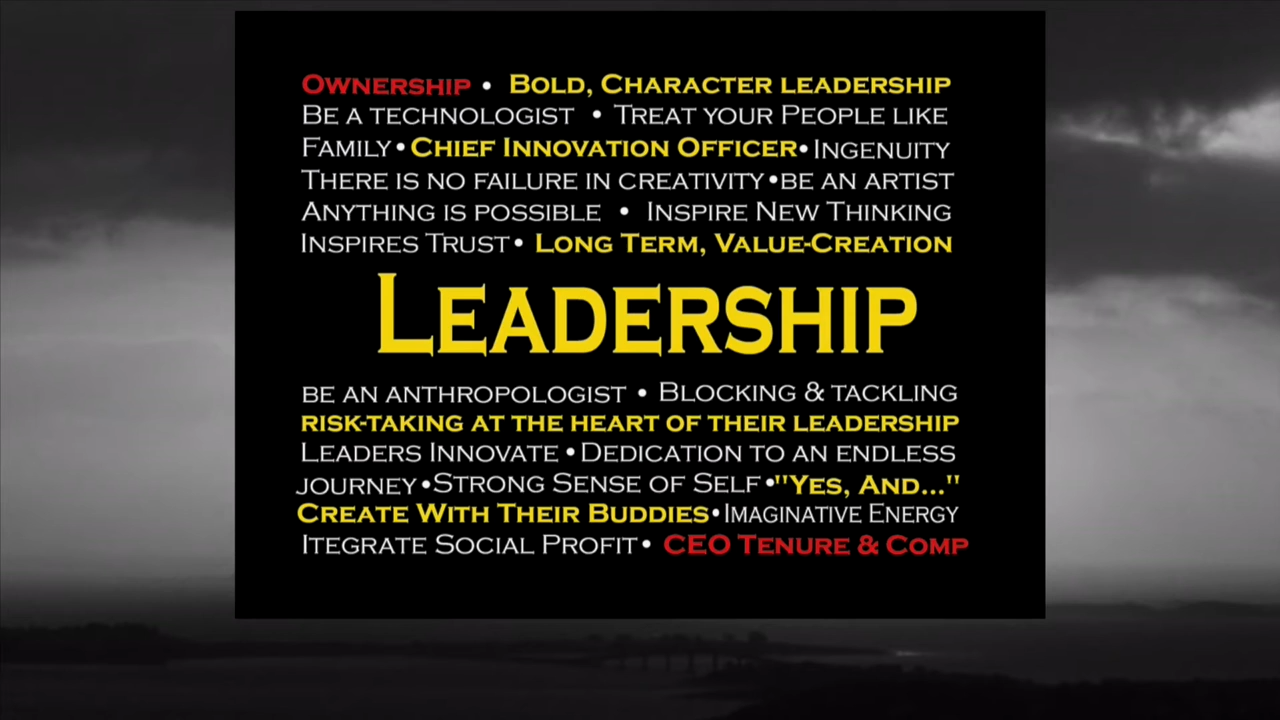 Ownership • Bold, Character leadership
Be a technologist • Treat your People like
Family • Chief Innovation Officer • Ingenuity
There is no failure in creativity • be an artist
Anything is possible • Inspire New Thinking
Inspires Trust • Long Term, Value-Creation
Leadership
be an anthropologist • Blocking & tackling
risk-taking at the heart of their leadership
Leaders Innovate • Dedication to an endless
journey • Strong Sense of Self • "Yes, And..."
Create With Their Buddies • Imaginative Energy
Itegrate Social Profit • CEO Tenure & Comp